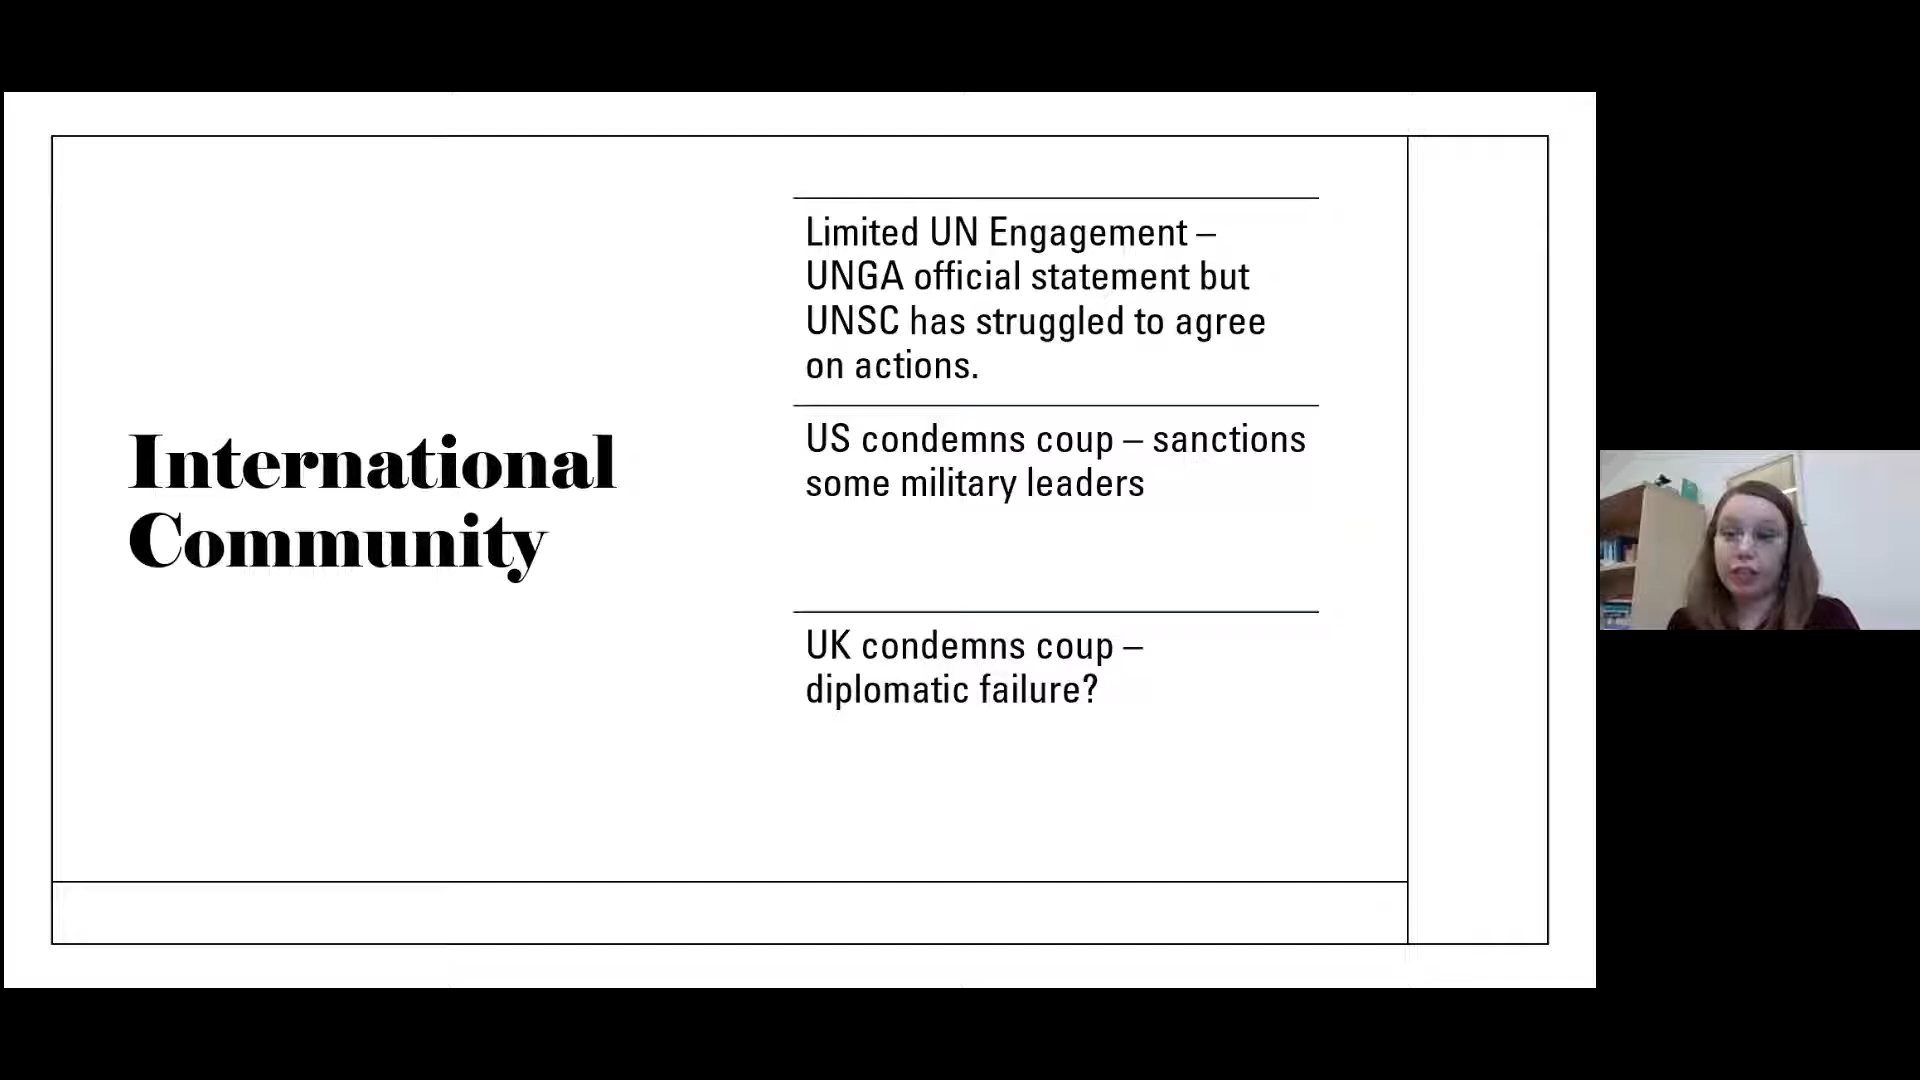 International
Community
Limited UN Engagement –
UNGA official statement but
UNSC has struggled to agree
on actions.
US condemns coup – sanctions
some military leaders
UK condemns coup –
diplomatic failure?